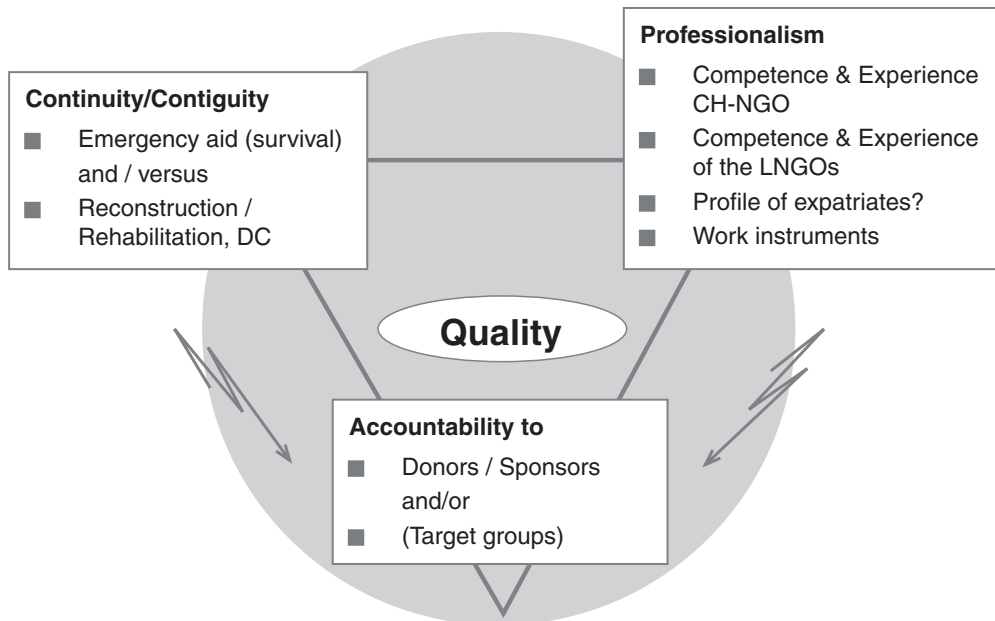 Continuity/Contiguity
■ Emergency aid (survival)
and / versus
■ Reconstruction /
Rehabilitation, DC
Professionalism
■ Competence & Experience
CH-NGO
■ Competence & Experience
of the LNGOs
■ Profile of expatriates?
■ Work instruments
Quality
Accountability to
■ Donors / Sponsors
and/or
■ (Target groups)